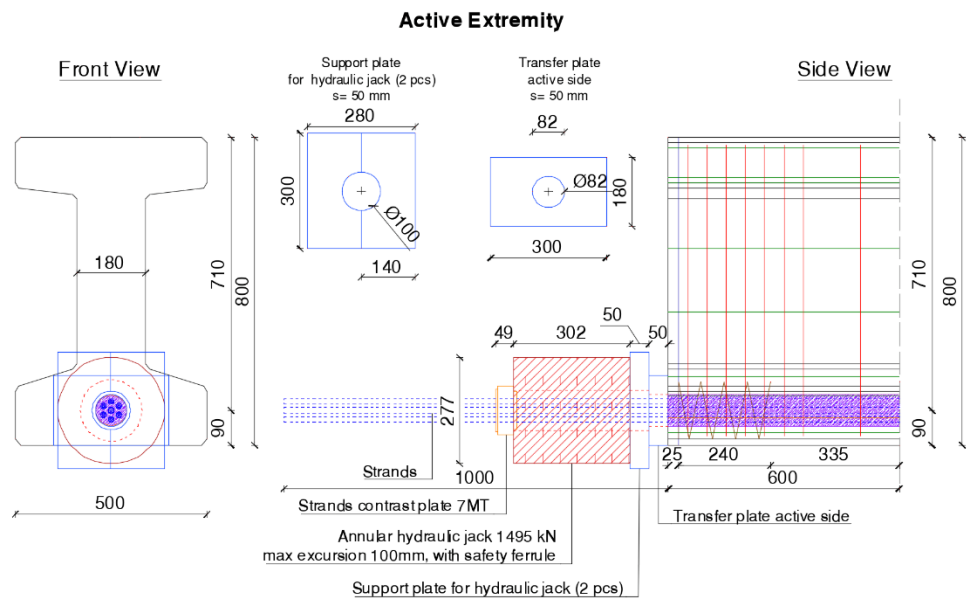 Active Extremity
Front View
Support plate
for hydraulic jack (2 pcs)
s= 50 mm
Transfer plate
active side
s= 50 mm
Side View
280
82
300
Ø100
140
Ø82
180
300
180
710
800
90
500
710
800
90
50
49
302
50
277
25
240
335
600
1000
Strands
Strands contrast plate 7MT
Transfer plate active side
Annular hydraulic jack 1495 kN
max excursion 100mm, with safety ferrule
Support plate for hydraulic jack (2 pcs)